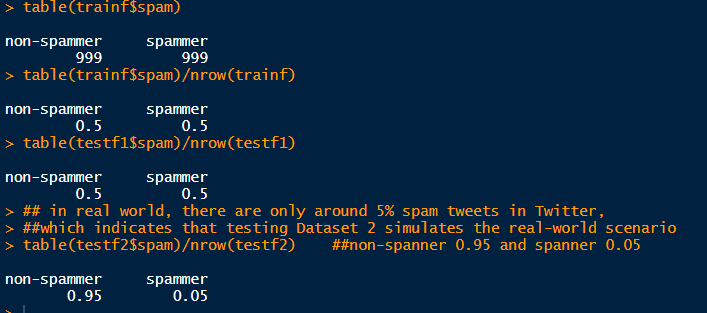 > table(trainf$spam)
non-spammer spammer
999 999
> table(trainf$spam)/nrow(trainf)
non-spammer spammer
0.5 0.5
> table(testf1$spam)/nrow(testf1)
non-spammer spammer
0.5 0.5
> ## in real world, there are only around 5% spam tweets in Twitter,
> ##which indicates that testing Dataset 2 simulates the real-world scenario
> table(testf2$spam)/nrow(testf2) ##non-spanner 0.95 and spanner 0.05
non-spammer spammer
0.95 0.05
>